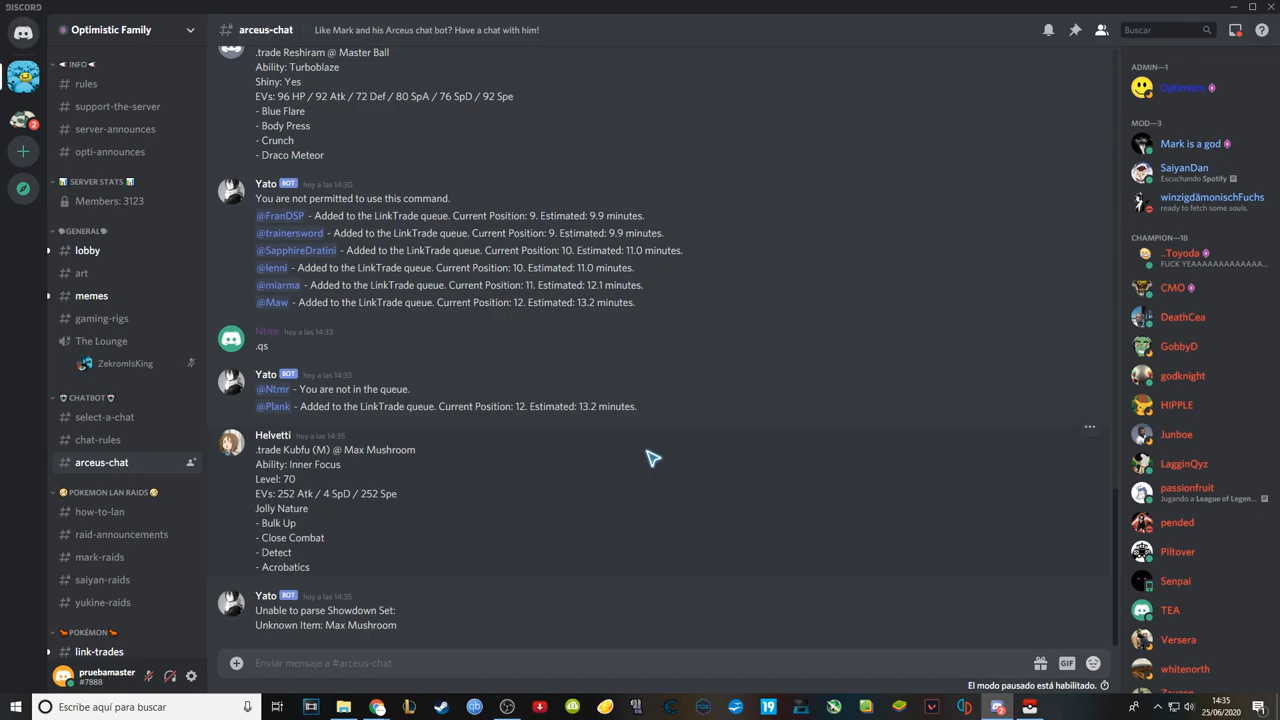 DISCORD
Optimistic Family
INFO
rules
support-the-server
server-announces
opti-announces
SERVER STATS
Members: 3123
GENERAL
lobby
art
memes
gaming-rigs
The Lounge
ZekromIsKing
CHATBOT
select-a-chat
chat-rules
arceus-chat
POKEMON LAN RAIDS
how-to-lan
raid-announcements
mark-raids
saiyan-raids
yukine-raids
POKÉMON
link-trades
pruebamaster
#7888
2
arceus-chat Like Mark and his Arceus chat bot? Have a chat with him!
Buscar
.trade Reshiram @ Master Ball
Ability: Turboblaze
Shiny: Yes
EVs: 96 HP / 92 Atk / 72 Def / 80 SpA / 76 SpD / 92 Spe
- Blue Flare
- Body Press
- Crunch
- Draco Meteor
Yato BOT hoy a las 14:30
You are not permitted to use this command.
@FranDSP - Added to the LinkTrade queue. Current Position: 9. Estimated: 9.9 minutes.
@trainersword - Added to the LinkTrade queue. Current Position: 9. Estimated: 9.9 minutes.
@SapphireDratini - Added to the LinkTrade queue. Current Position: 10. Estimated: 11.0 minutes.
@lenni - Added to the LinkTrade queue. Current Position: 10. Estimated: 11.0 minutes.
@miarma - Added to the LinkTrade queue. Current Position: 11. Estimated: 12.1 minutes.
@Maw - Added to the LinkTrade queue. Current Position: 12. Estimated: 13.2 minutes.
Ntmr hoy a las 14:33
.qs
Yato BOT hoy a las 14:33
@Ntmr - You are not in the queue.
@Plank - Added to the LinkTrade queue. Current Position: 12. Estimated: 13.2 minutes.
Helvetti hoy a las 14:35
.trade Kubfu (M) @ Max Mushroom
Ability: Inner Focus
Level: 70
EVs: 252 Atk / 4 SpD / 252 Spe
Jolly Nature
- Bulk Up
- Close Combat
- Detect
- Acrobatics
Yato BOT hoy a las 14:35
Unable to parse Showdown Set:
Unknown Item: Max Mushroom
Enviar mensaje a #arceus-chat
GIF
El modo pausado está habilitado.
ADMIN—1
Optimism
MOD—3
Mark is a god
SaiyanDan
Escuchando Spotify
winzigdämonischFuchs
ready to fetch some souls.
CHAMPION—18
..Toyoda
FUCK YEAAAAAAAAAAAAA...
CMO
DeathCea
GobbyD
godknight
HIPPLE
Junboe
LagginQyz
passionfruit
Jugando a League of Legen...
pended
Piltover
Senpai
TEA
Versera
whitenorth
Escribe aquí para buscar
19
14:35
25/06/2020